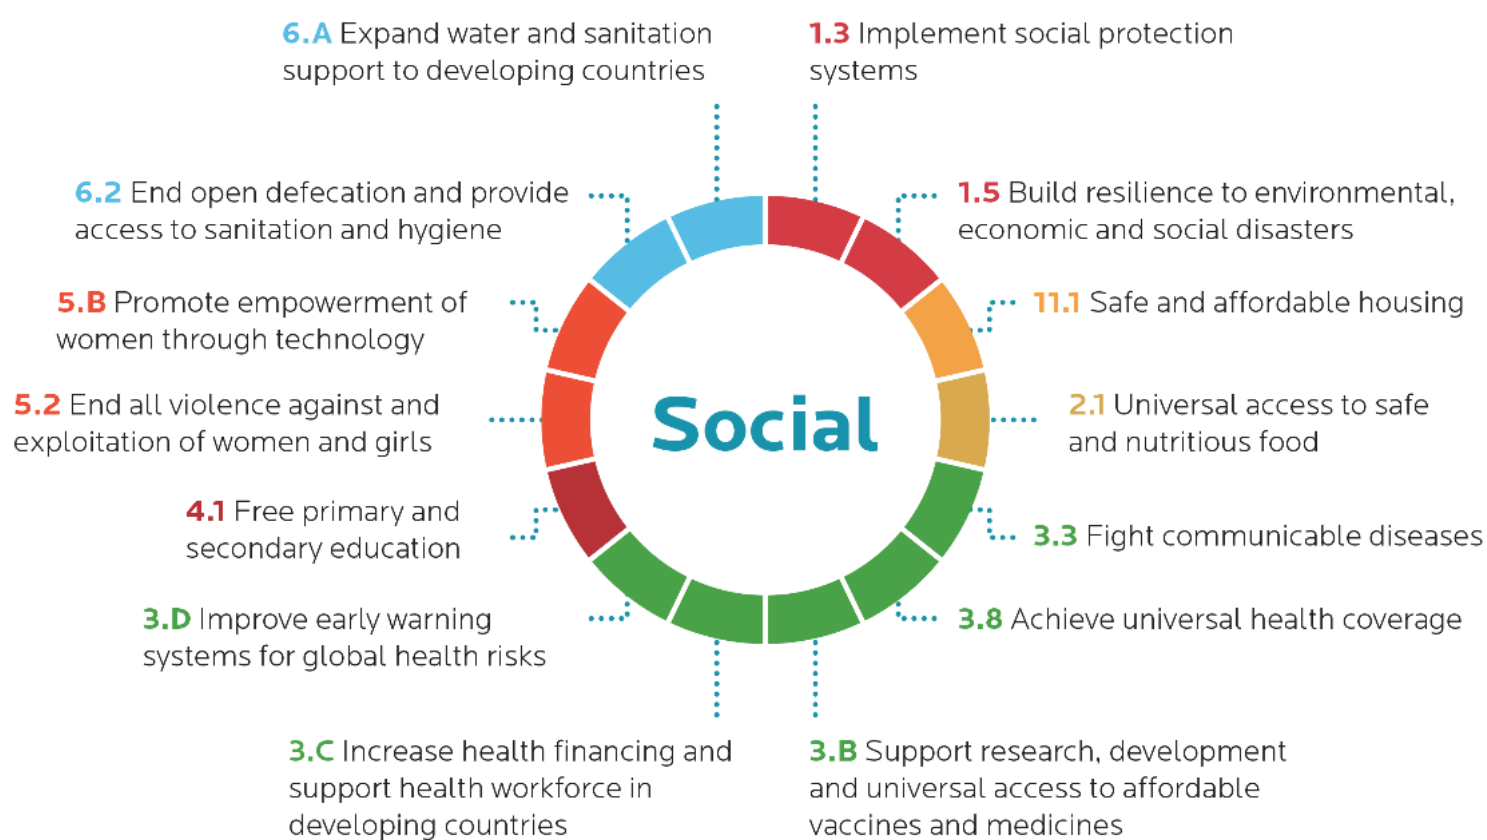 6.A Expand water and sanitation
support to developing countries
1.3 Implement social protection
systems
6.2 End open defecation and provide
access to sanitation and hygiene
1.5 Build resilience to environmental,
economic and social disasters
5.B Promote empowerment of
women through technology
11.1 Safe and affordable housing
Social
5.2 End all violence against and
exploitation of women and girls
2.1 Universal access to safe
and nutritious food
4.1 Free primary and
secondary education
3.3 Fight communicable diseases
3.D Improve early warning
systems for global health risks
3.8 Achieve universal health coverage
3.C Increase health financing and
support health workforce in
developing countries
3.B Support research, development
and universal access to affordable
vaccines and medicines